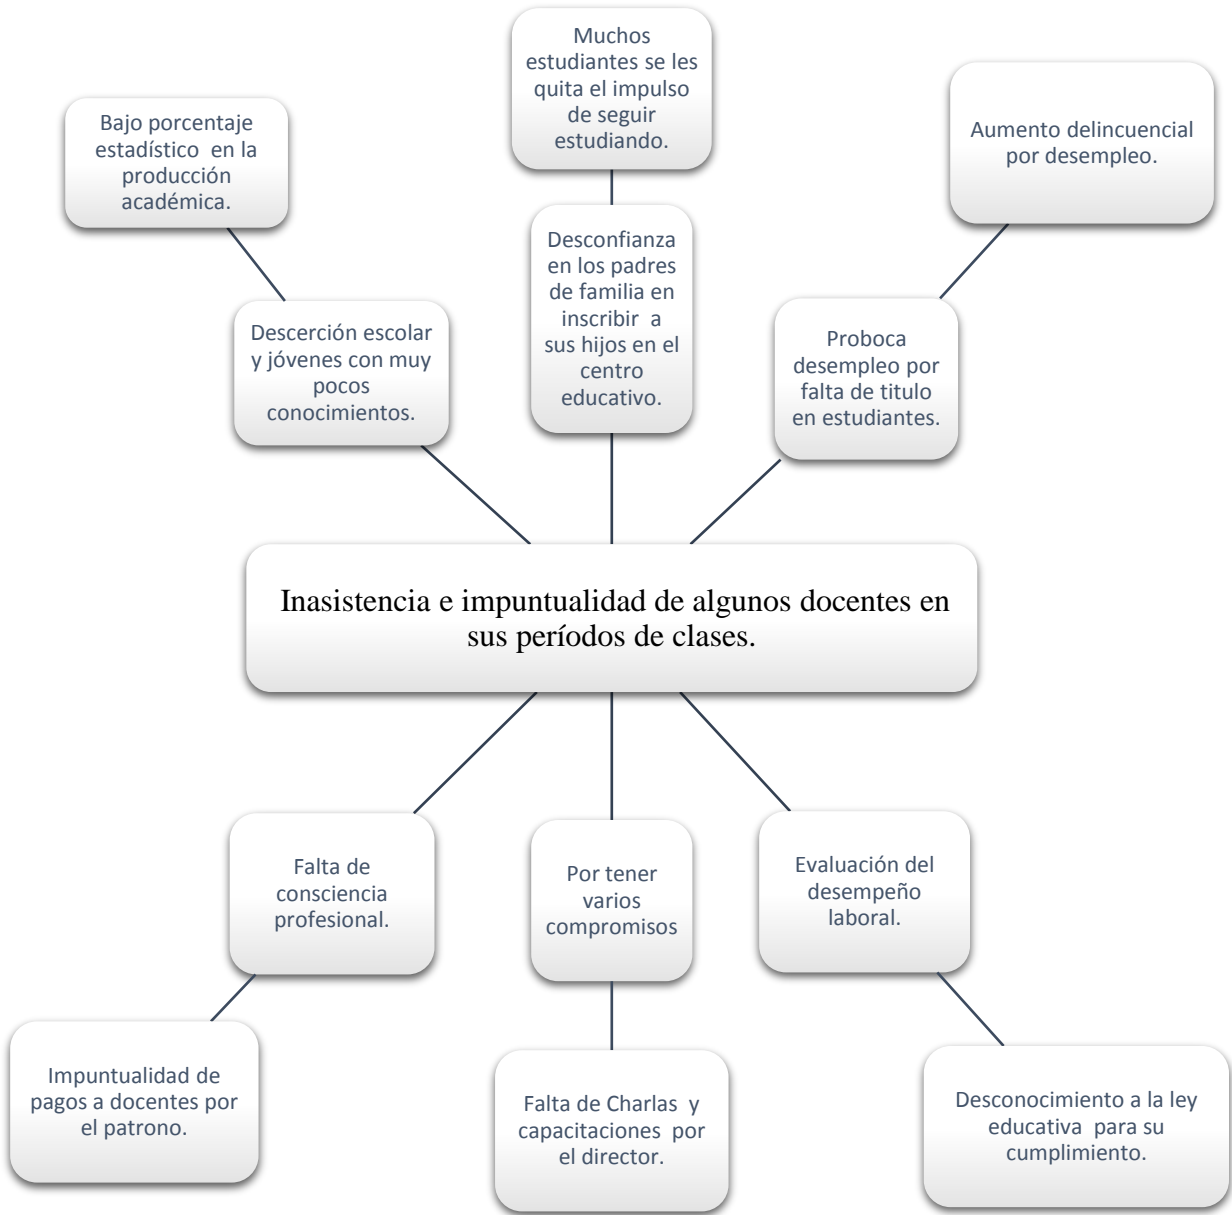 Muchos
estudiantes se les
quita el impulso
de seguir
estudiando.
Bajo porcentaje
estadístico en la
producción
académica.
Aumento delincuencial
por desempleo.
Descerción escolar
y jóvenes con muy
pocos
conocimientos.
Desconfianza
en los padres
de familia en
inscribir a
sus hijos en el
centro
educativo.
Proboca
desempleo por
falta de titulo
en estudiantes.
Inasistencia e impuntualidad de algunos docentes en
sus períodos de clases.
Falta de
consciencia
profesional.
Por tener
varios
compromisos
Evaluación del
desempeño
laboral.
Impuntualidad de
pagos a docentes por
el patrono.
Falta de Charlas y
capacitaciones por
el director.
Desconocimiento a la ley
educativa para su
cumplimiento.